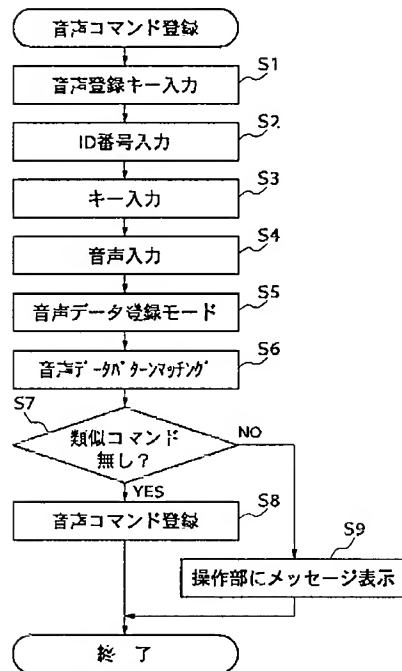 音声コマンド登録
S1
音声登録キー入力
S2
ID番号入力
S3
キー入力
S4
音声入力
S5
音声データ登録モード
S6
音声データパターンマッチング
S7
類似コマンド
無し？
NO
YES
S8
音声コマンド登録
S9
操作部にメッセージ表示
終了